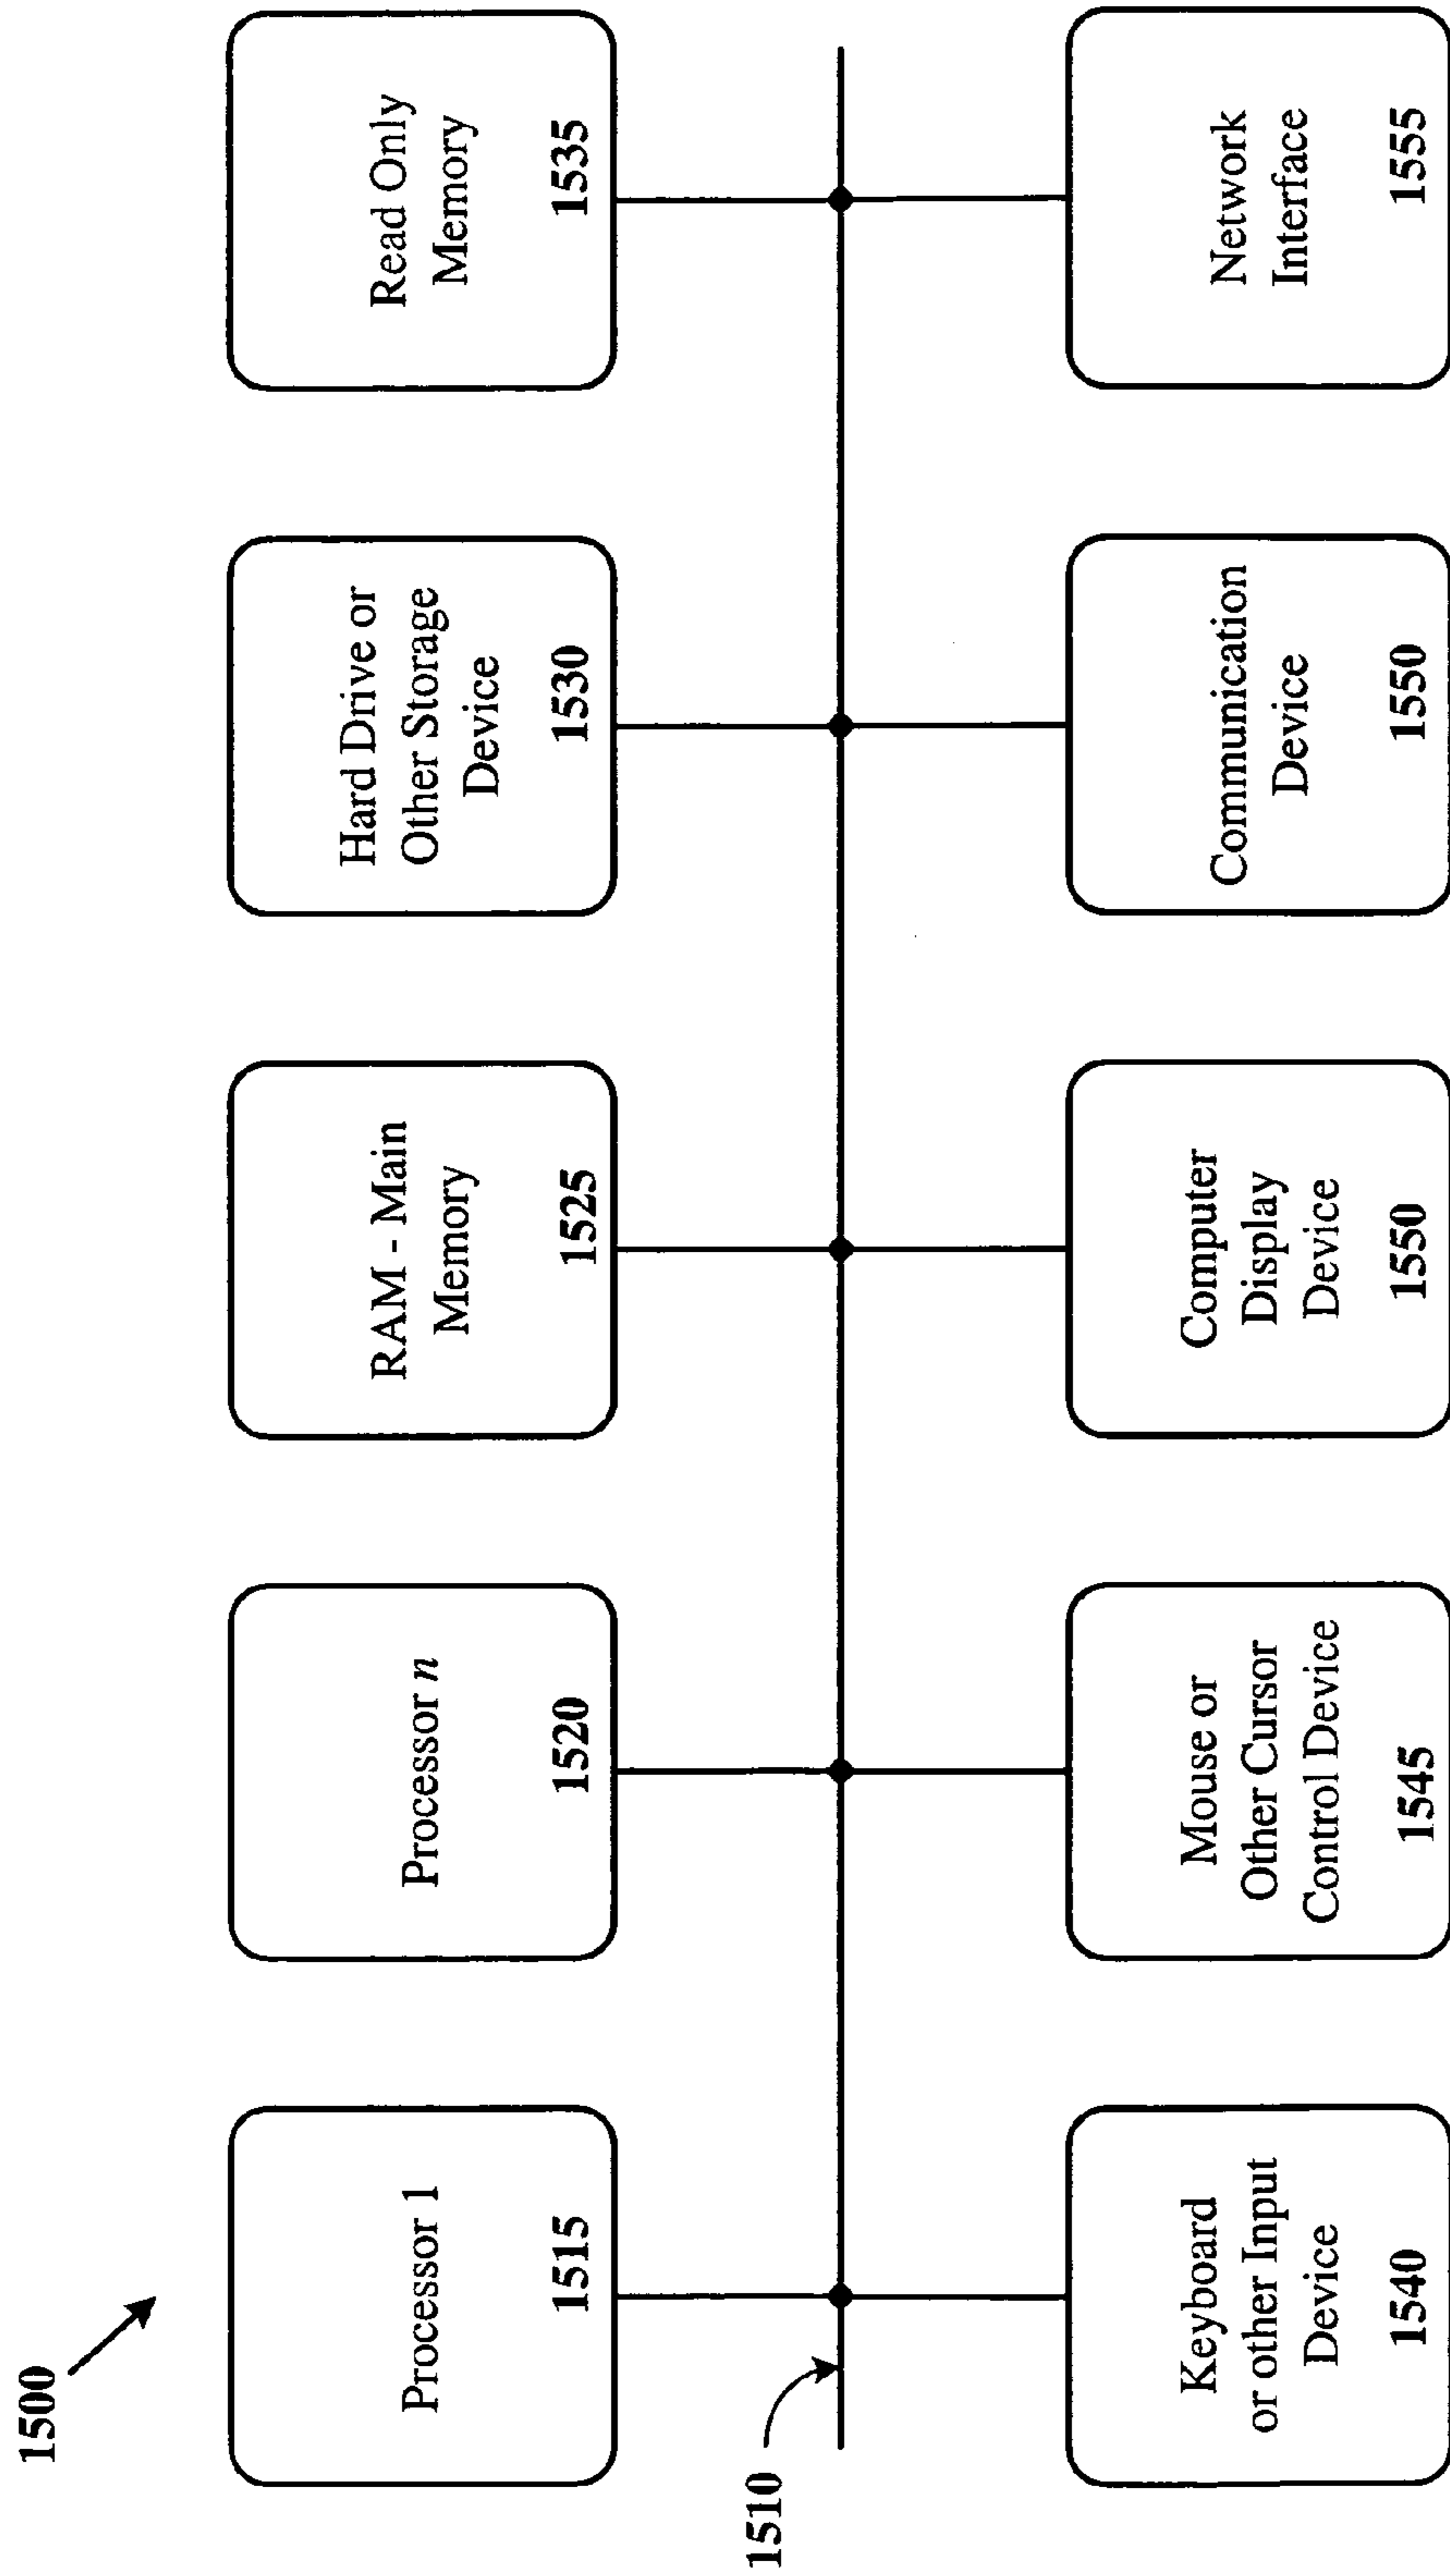 1500
Processor 1
1515
Processor n
1520
RAM - Main
Memory
1525
Hard Drive or
Other Storage
Device
1530
Read Only
Memory
1535
1510
Keyboard
or other Input
Device
1540
Mouse or
Other Cursor
Control Device
1545
Computer
Display
Device
1550
Communication
Device
1550
Network
Interface
1555